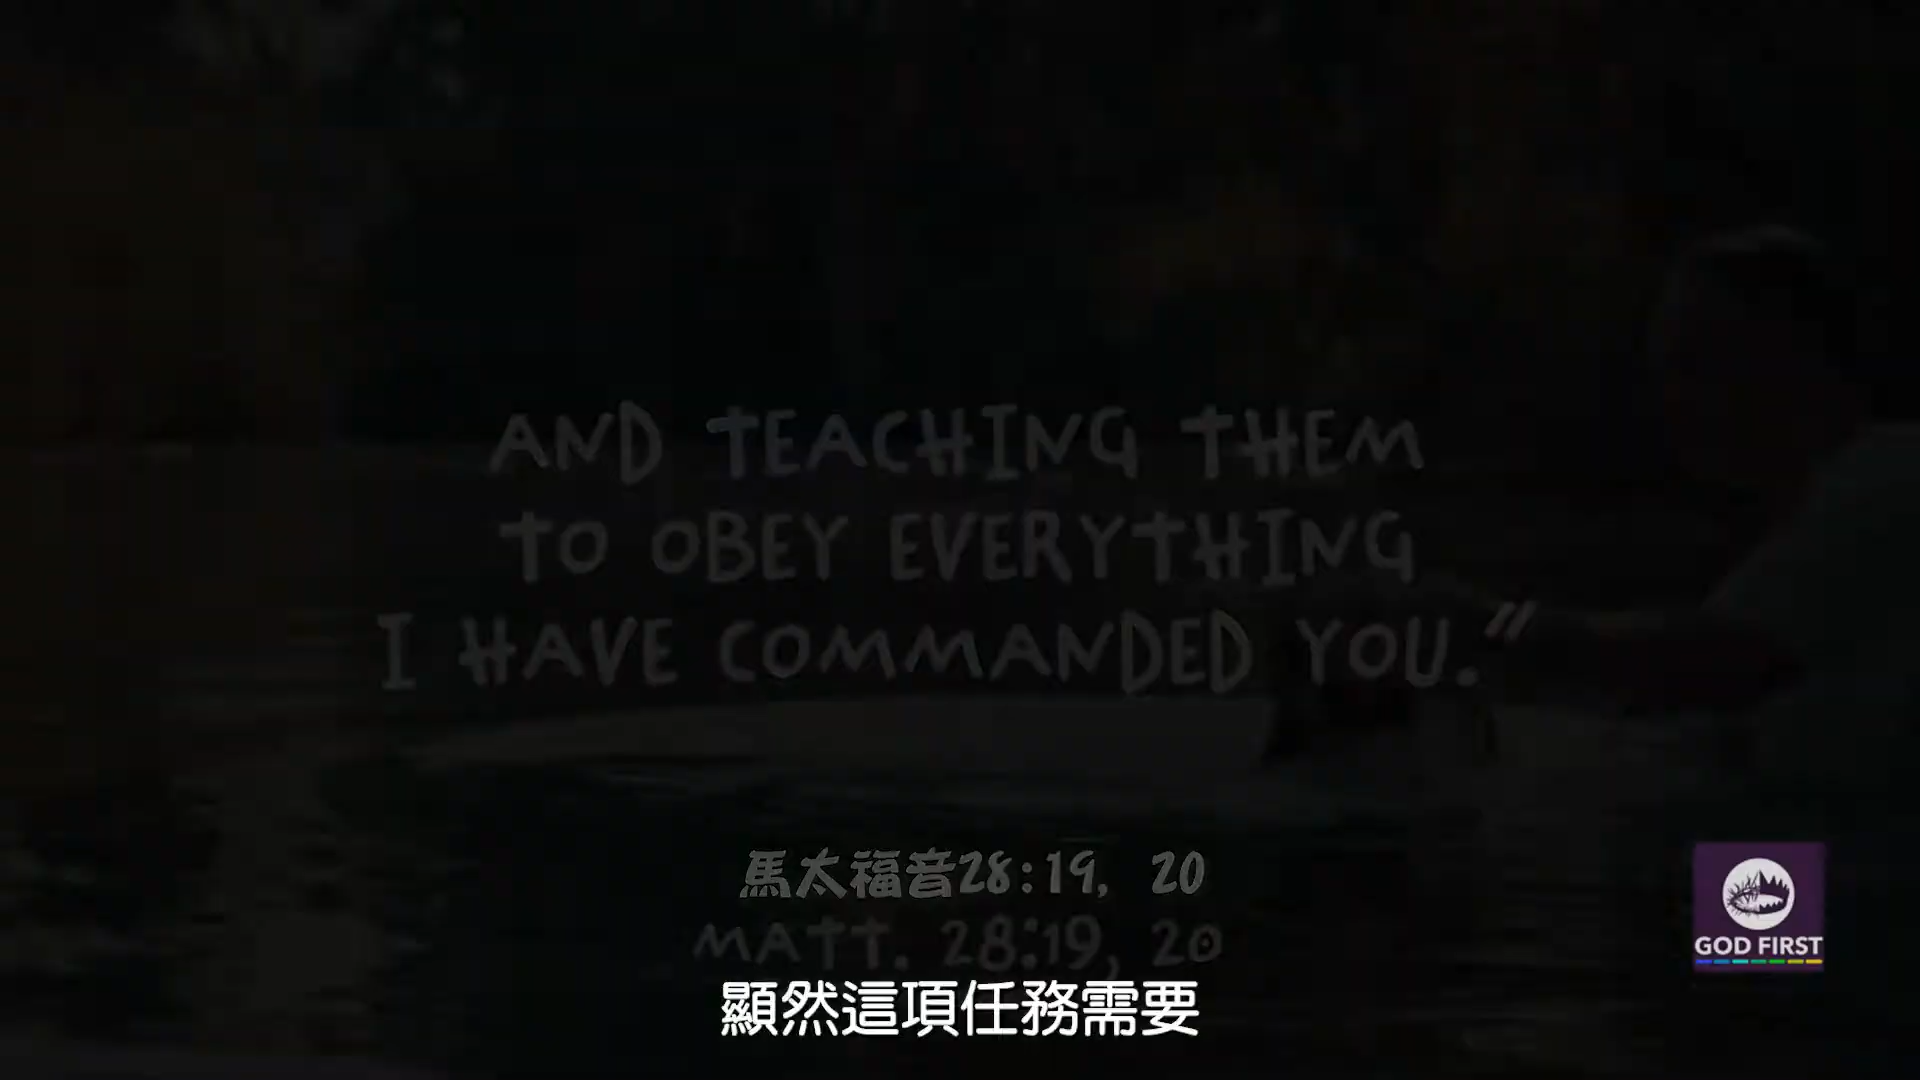 AND TEACHING THEM
TO OBEY EVERYTHING
I HAVE COMMANDED YOU."
馬太福音28:19, 20
MATT. 28:19, 20
顯然這項任務需要
GOD FIRST